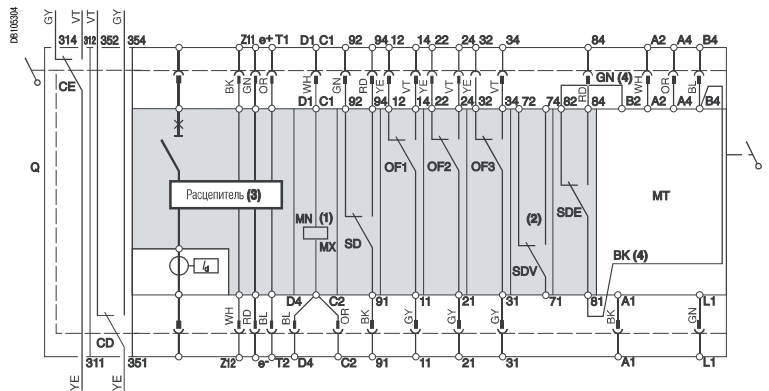 DB105304
GY VT GY
314 312 352 354 Z11 e+ T1 D1 C1 92 94 12 14 22 24 32 34 84 A2 A4 B4
CE BK GN OR WH GN RD YE VT YE VT YE VT RD GN (4) WH OR BL
D1 C1 92 94 12 14 22 24 32 34 72 74 82 84 B2 A2 A4 B4
Q OF1 OF2 OF3 MT
Расцепитель (3)
MN (1) (2) SDE
MX SD
Id SDV BK (4)
D4 C2 91 11 21 31 71 81 A1 L1
CD WH RD BL BL OR BK GY GY GY BK GN
311 351 Z12 e- T2 D4 C2 91 11 21 31 A1 L1
YE YE